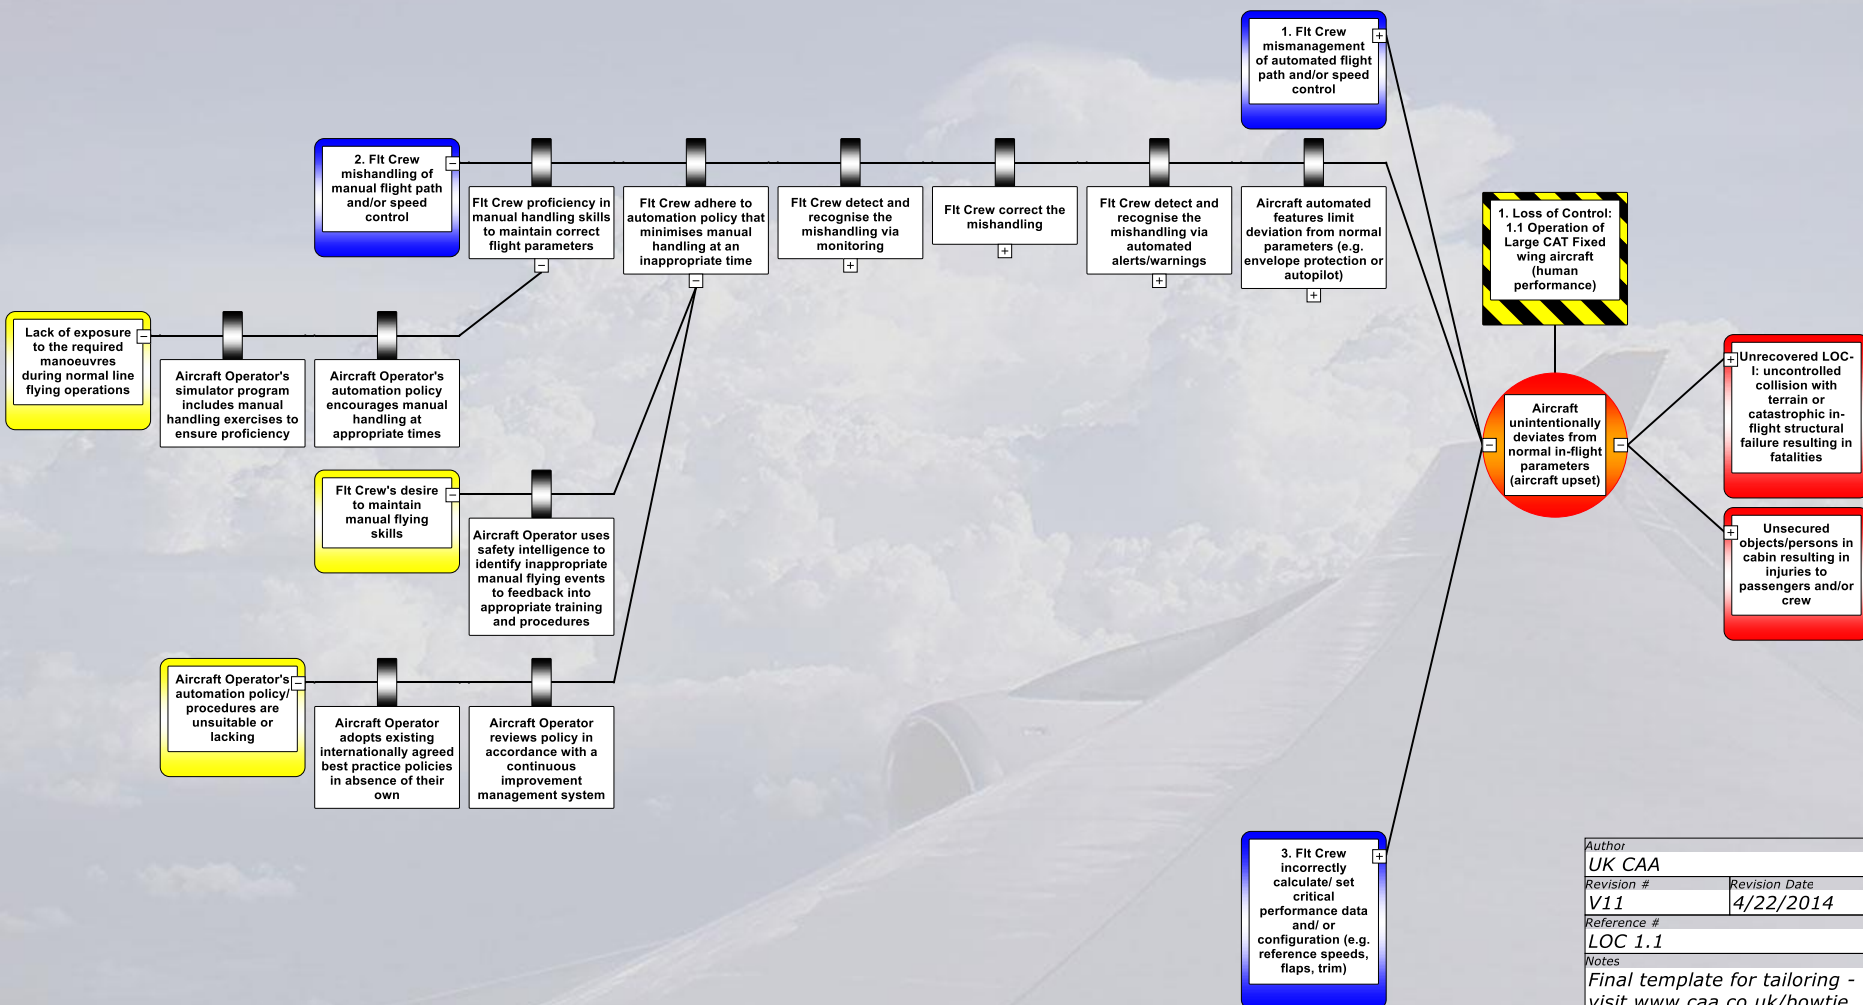 1. Flt Crew
mismanagement
of automated flight
path and/or speed
control
2. Flt Crew
mishandling of
manual flight path
and/or speed
control
Flt Crew proficiency in
manual handling skills
to maintain correct
flight parameters
Flt Crew adhere to
automation policy that
minimises manual
handling at an
inappropriate time
Flt Crew detect and
recognise the
mishandling via
monitoring
Flt Crew correct the
mishandling
Flt Crew detect and
recognise the
mishandling via
automated
alerts/warnings
Aircraft automated
features limit
deviation from normal
parameters (e.g.
envelope protection or
autopilot)
1. Loss of Control:
1.1 Operation of
Large CAT Fixed
wing aircraft
(human
performance)
Lack of exposure
to the required
manoeuvres
during normal line
flying operations
Aircraft Operator's
simulator program
includes manual
handling exercises to
ensure proficiency
Aircraft Operator's
automation policy
encourages manual
handling at
appropriate times
Aircraft
unintentionally
deviates from
normal in-flight
parameters
(aircraft upset)
Unrecovered LOC-
I: uncontrolled
collision with
terrain or
catastrophic in-
flight structural
failure resulting in
fatalities
Flt Crew's desire
to maintain
manual flying
skills
Aircraft Operator uses
safety intelligence to
identify inappropriate
manual flying events
to feedback into
appropriate training
and procedures
Unsecured
objects/persons in
cabin resulting in
injuries to
passengers and/or
crew
Aircraft Operator's
automation policy/
procedures are
unsuitable or
lacking
Aircraft Operator
adopts existing
internationally agreed
best practice policies
in absence of their
own
Aircraft Operator
reviews policy in
accordance with a
continuous
improvement
management system
3. Flt Crew
incorrectly
calculate/ set
critical
performance data
and/ or
configuration (e.g.
reference speeds,
flaps, trim)
Author
UK CAA
Revision # Revision Date
V11 4/22/2014
Reference #
LOC 1.1
Notes
Final template for tailoring -
visit www.caa.co.uk/bowtie